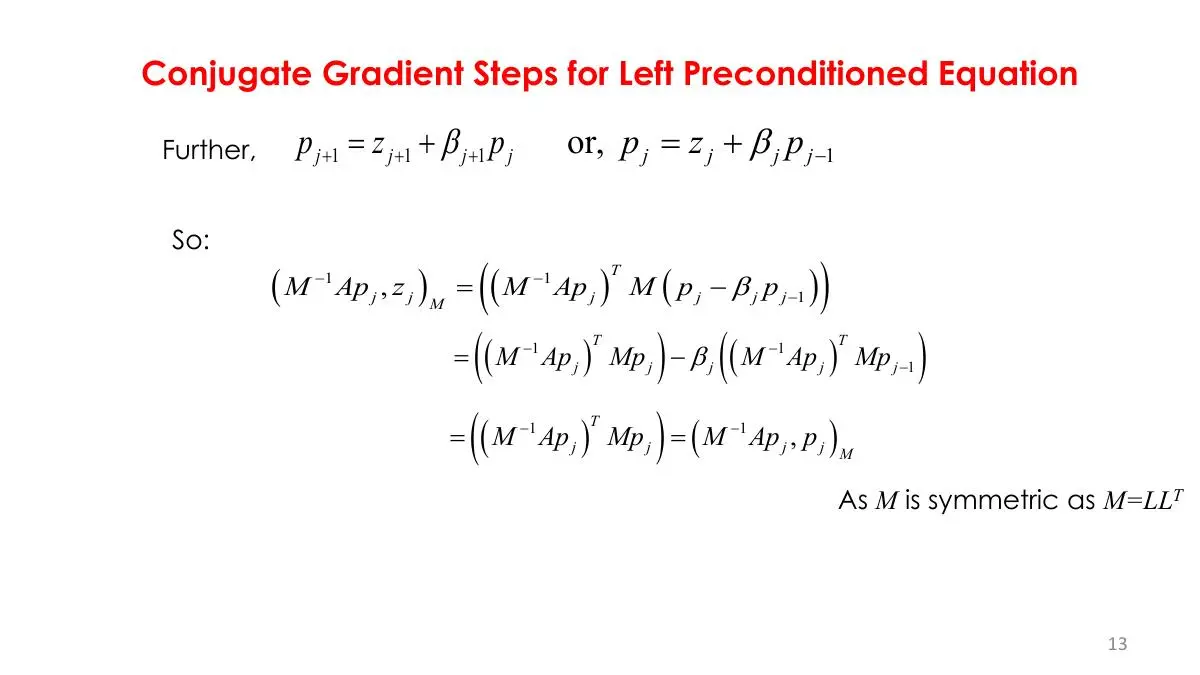 Conjugate Gradient Steps for Left Preconditioned Equation
Further, p_{j+1} = z_{j+1} + β_{j+1} p_j or, p_j = z_j + β_j p_{j−1}
So:
(M^{−1}Ap_j, z_j)_M = ((M^{−1}Ap_j)^T M(p_j − β_j p_{j−1}))
= ((M^{−1}Ap_j)^T Mp_j) − β_j((M^{−1}Ap_j)^T Mp_{j−1})
= ((M^{−1}Ap_j)^T Mp_j) = (M^{−1}Ap_j, p_j)_M
As M is symmetric as M=LL^T
13